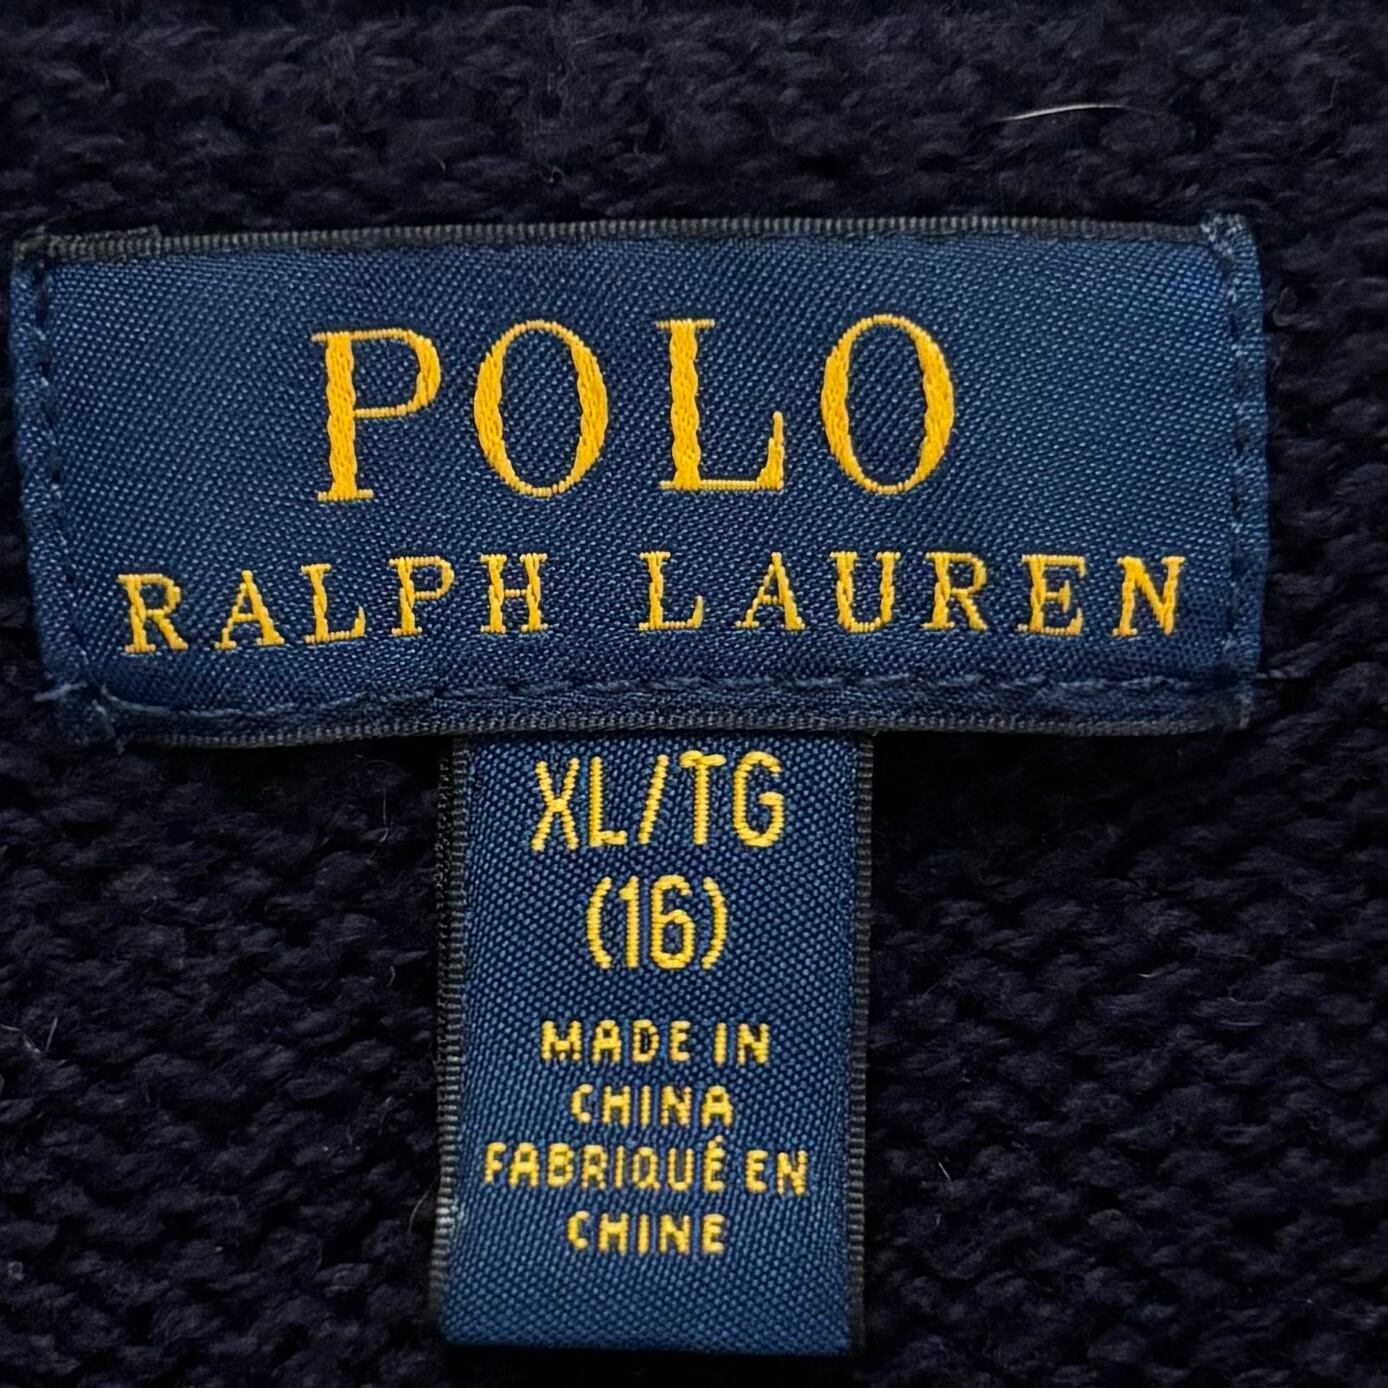 POLO
RALPH LAUREN
XL/TG
(16)
MADE IN
CHINA
FABRIQUÉ EN
CHINE